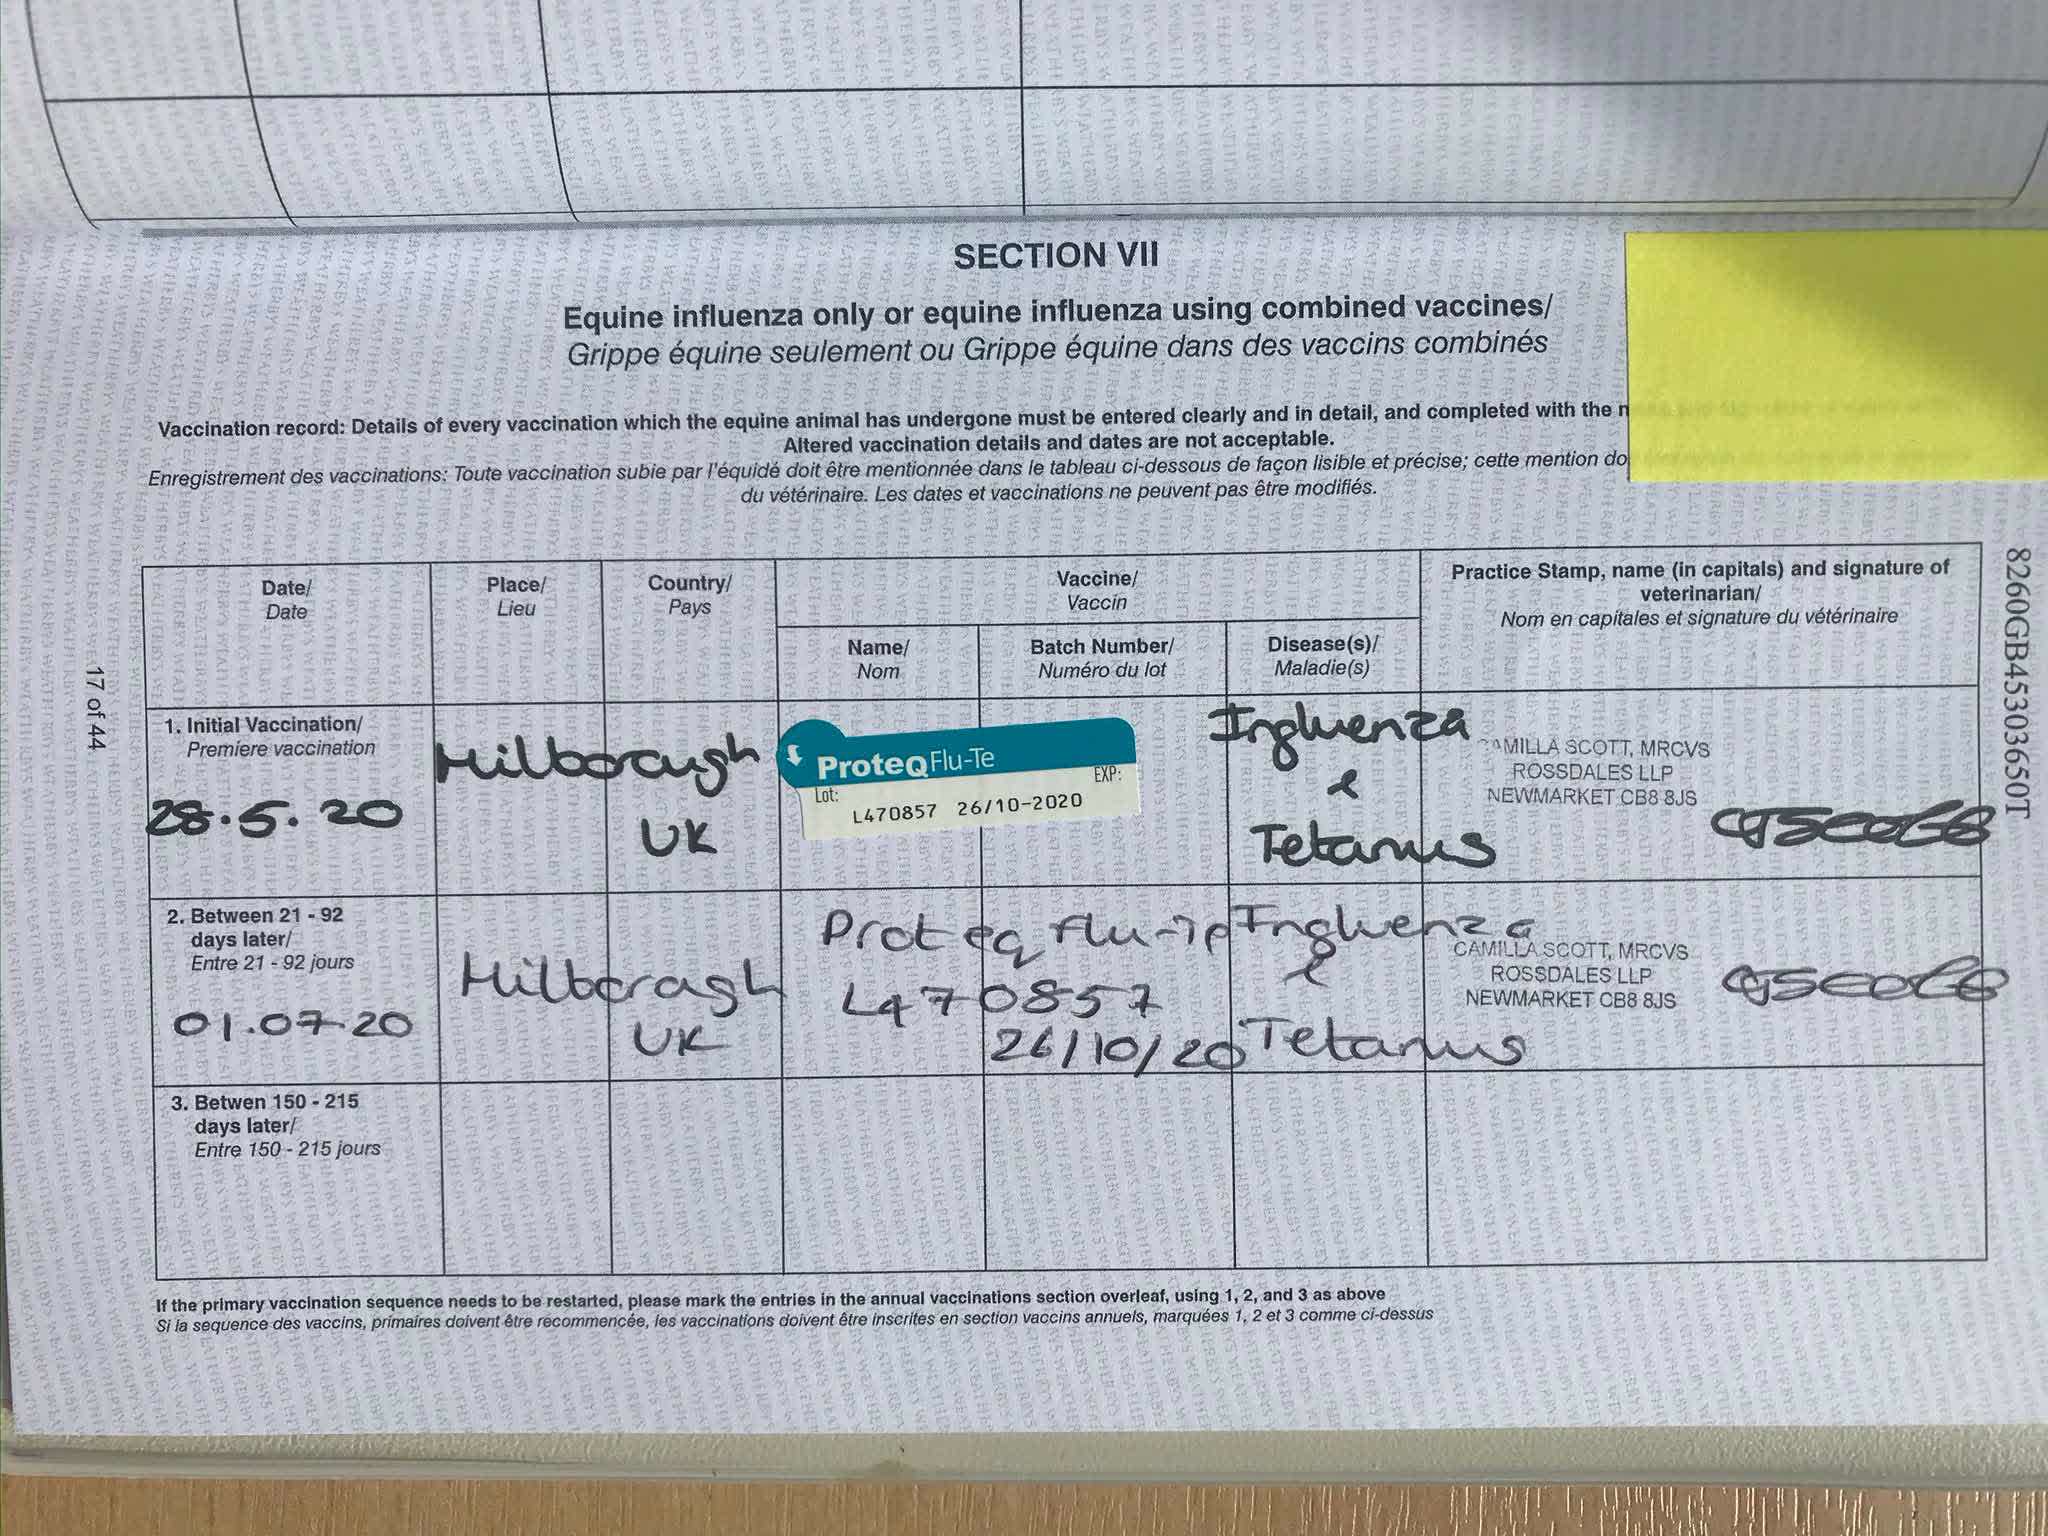 SECTION VII
Equine influenza only or equine influenza using combined vaccines/
Grippe équine seulement ou Grippe équine dans des vaccins combinés
Vaccination record: Details of every vaccination which the equine animal has undergone must be entered clearly and in detail, and completed with the
Altered vaccination details and dates are not acceptable.
Enregistrement des vaccinations: Toute vaccination subie par l'équidé doit être mentionnée dans le tableau ci-dessous de façon lisible et précise; cette mention
du vétérinaire. Les dates et vaccinations ne peuvent pas être modifiés.
Date/
Date
Place/
Lieu
Country/
Pays
Vaccine/
Vaccin
Name/
Nom
Batch Number/
Numéro du lot
Disease(s)/
Maladie(s)
Practice Stamp, name (in capitals) and signature of
veterinarian/
Nom en capitales et signature du vétérinaire
1. Initial Vaccination/
Premiere vaccination
28.5.20
Milborough
UK
ProteqFlu-Te
Lot:
EXP:
L470857 26/10-2020
Influenza
&
Tetanus
CAMILLA SCOTT, MRCVS
ROSSDALES LLP
NEWMARKET CB8 8JS
2. Between 21 - 92
days later/
Entre 21 - 92 jours
01.07.20
Milboragh
UK
Proteq flu-
L470857
26/10/20
Influenza
&
Tetanus
CAMILLA SCOTT, MRCVS
ROSSDALES LLP
NEWMARKET CB8 8JS
3. Betwen 150 - 215
days later/
Entre 150 - 215 jours
If the primary vaccination sequence needs to be restarted, please mark the entries in the annual vaccinations section overleaf, using 1, 2, and 3 as above
Si la sequence des vaccins, primaires doivent être recommencée, les vaccinations doivent être inscrites en section vaccins annuels, marquées 1, 2 et 3 comme ci-dessus
17 of 44
8260GB45303650T